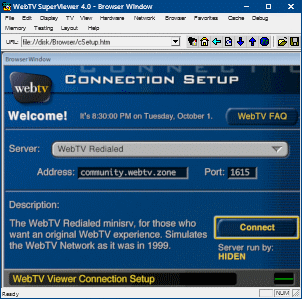 WebTV SuperViewer 4.0 - Browser Window
File Edit Display TV View Hardware Network Browser Favorites Cache Debug
Memory Testing Layout Help
URL: file://disk/Browser/cSetup.htm
BrowserWindow
CONNECTION
webtv
CONNECTION SETUP
Welcome! It's 8:30:00 PM on Tuesday, October 1. WebTV FAQ
Server: WebTV Redialed
Address: community.webtv.zone Port: 1615
Description:
The WebTV Redialed minisrv, for those who
want an original WebTV experience. Simulates
the WebTV Network as it was in 1999.
Connect
Server run by:
HIDEN
WebTV Viewer Connection Setup
Ready NUM